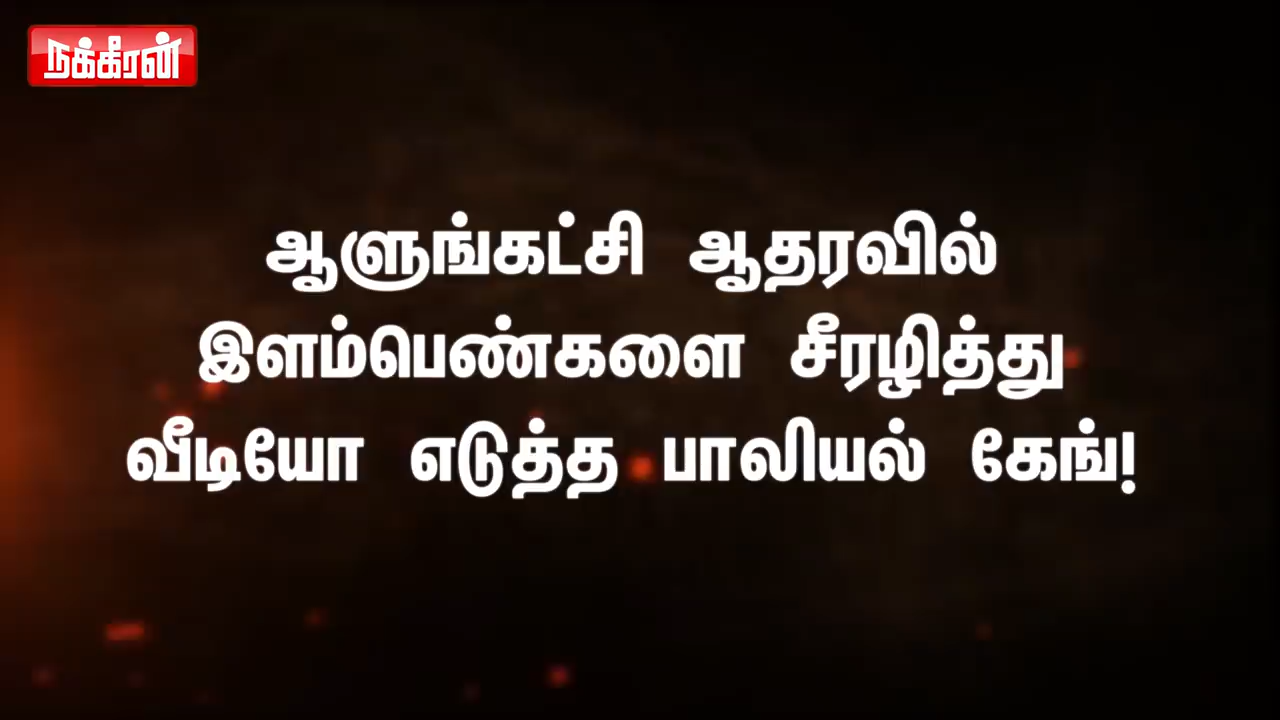 நக்கீரன்
ஆளுங்கட்சி ஆதரவில்
இளம்பெண்களை சீரழித்து
வீடியோ எடுத்த பாலியல் கேங்!